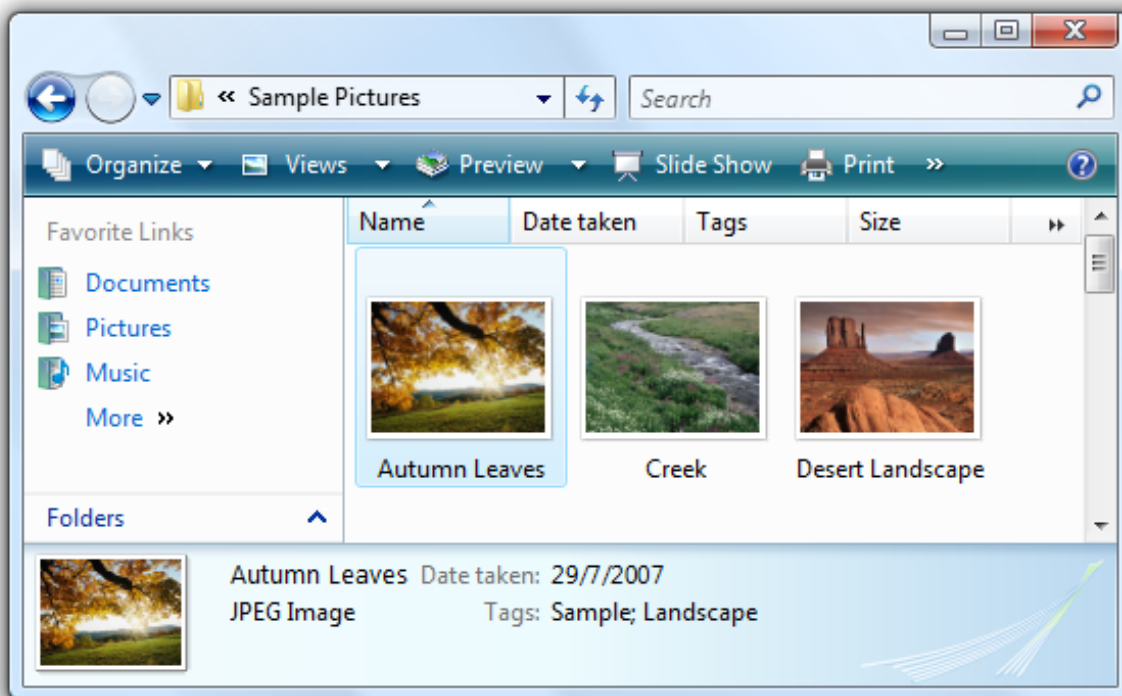 « Sample Pictures
Search
Organize Views Preview Slide Show Print »
Favorite Links
Documents
Pictures
Music
More »
Folders
Name Date taken Tags Size
Autumn Leaves Creek Desert Landscape
Autumn Leaves Date taken: 29/7/2007
JPEG Image Tags: Sample; Landscape